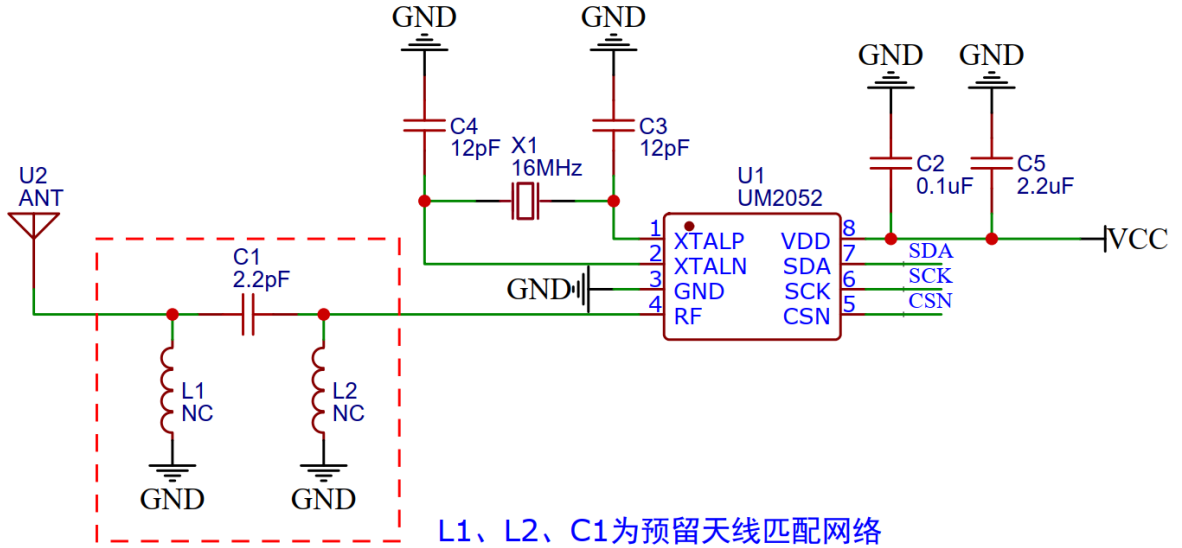 GND
GND
GND
GND
C4
12pF
C3
12pF
X1
16MHz
C2
0.1uF
C5
2.2uF
U2
ANT
U1
UM2052
C1
2.2pF
1 XTALP VDD 8
2 XTALN SDA 7 SDA
3 GND SCK 6 SCK
4 RF CSN 5 CSN
VCC
GND
L1
NC
L2
NC
GND
GND
L1、L2、C1为预留天线匹配网络